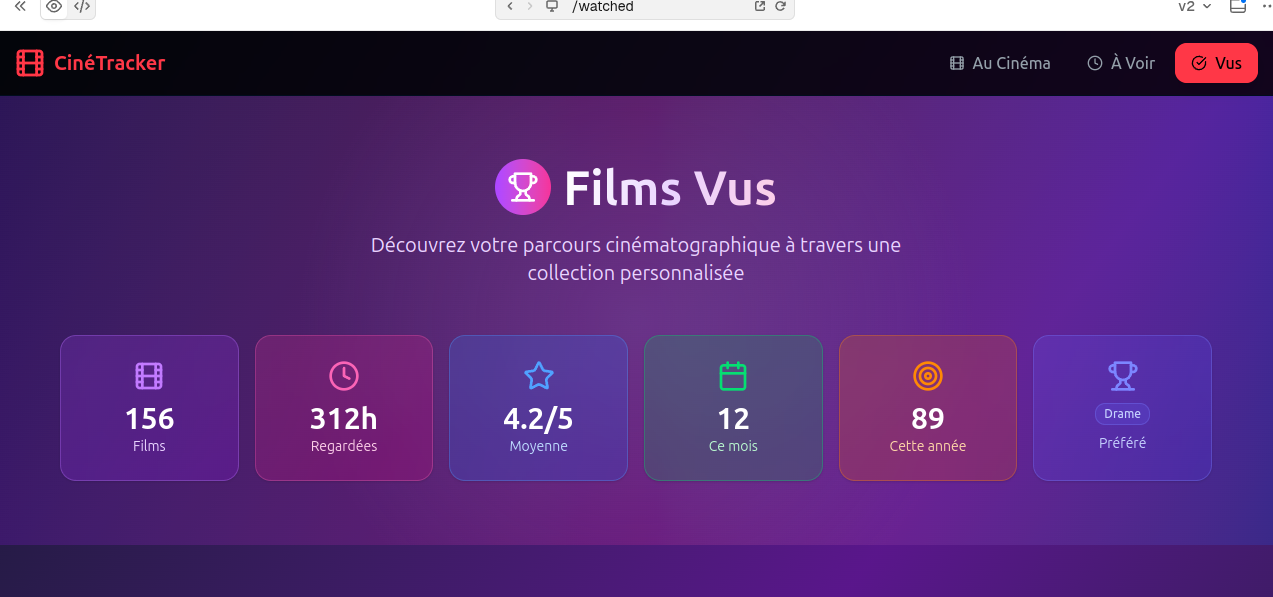 /watched
v2
CinéTracker
Au Cinéma
À Voir
Vus
Films Vus
Découvrez votre parcours cinématographique à travers une
collection personnalisée
156
Films
312h
Regardées
4.2/5
Moyenne
12
Ce mois
89
Cette année
Drame
Préféré